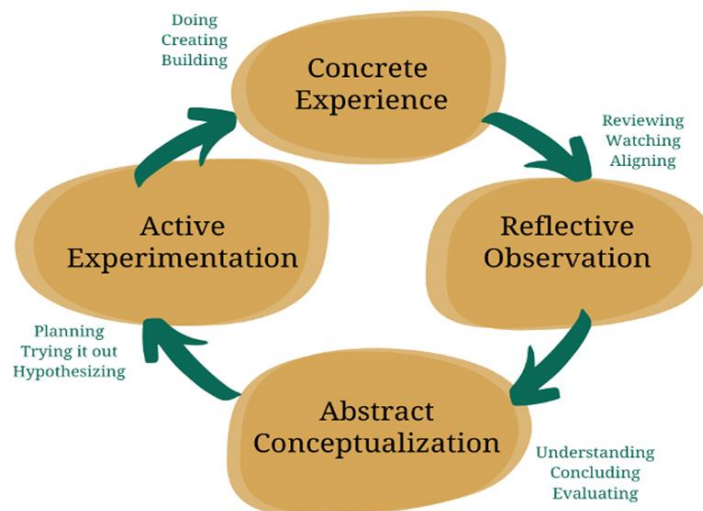 Doing
Creating
Building
Concrete
Experience
Reviewing
Watching
Aligning
Reflective
Observation
Understanding
Concluding
Evaluating
Abstract
Conceptualization
Planning
Trying it out
Hypothesizing
Active
Experimentation